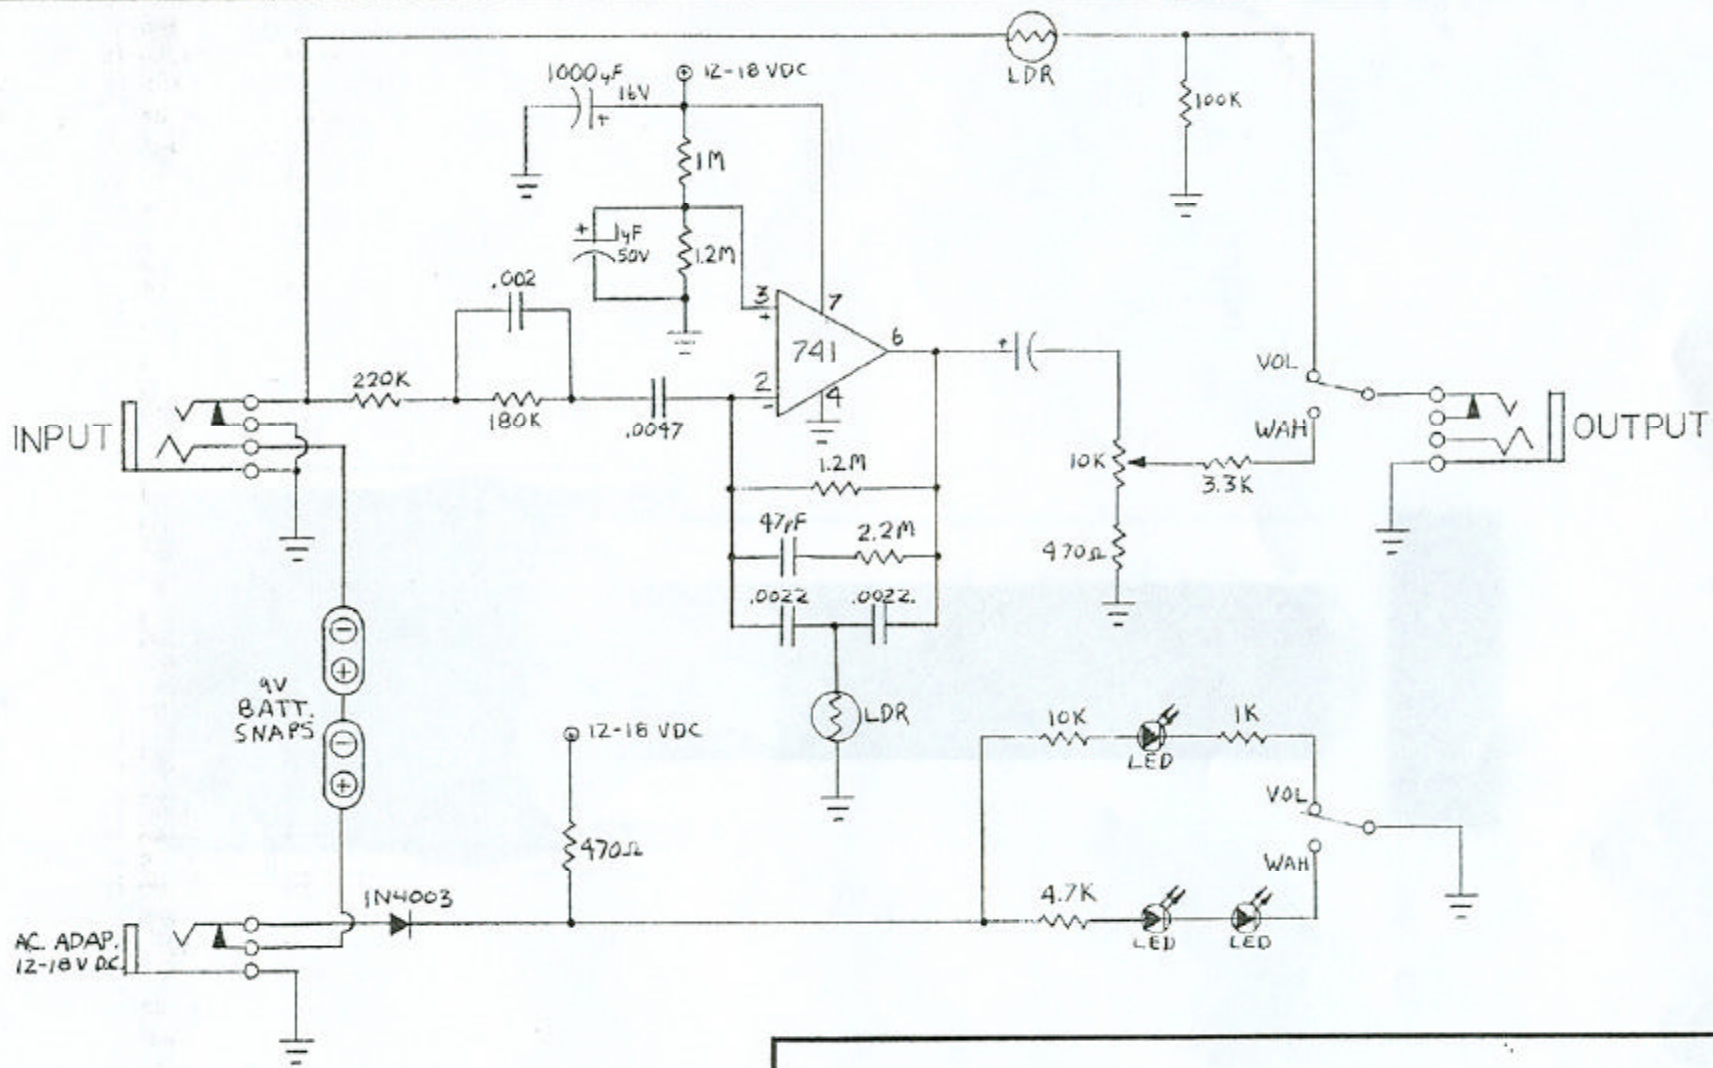 LDR
1000µF
16V
12-18 VDC
100K
1M
+
+
1µF
50V
1.2M
.002
3
+
7
741
6
+
2
-
4
220K
180K
.0047
INPUT
VOL
WAH
OUTPUT
10K
3.3K
1.2M
47pF
2.2M
470Ω
.0022
.0022
LDR
9V
BATT.
SNAPS
-
+
-
+
12-18 VDC
470Ω
10K
LED
1K
VOL
WAH
4.7K
LED
LED
1N4003
AC. ADAP.
12-18V D.C.